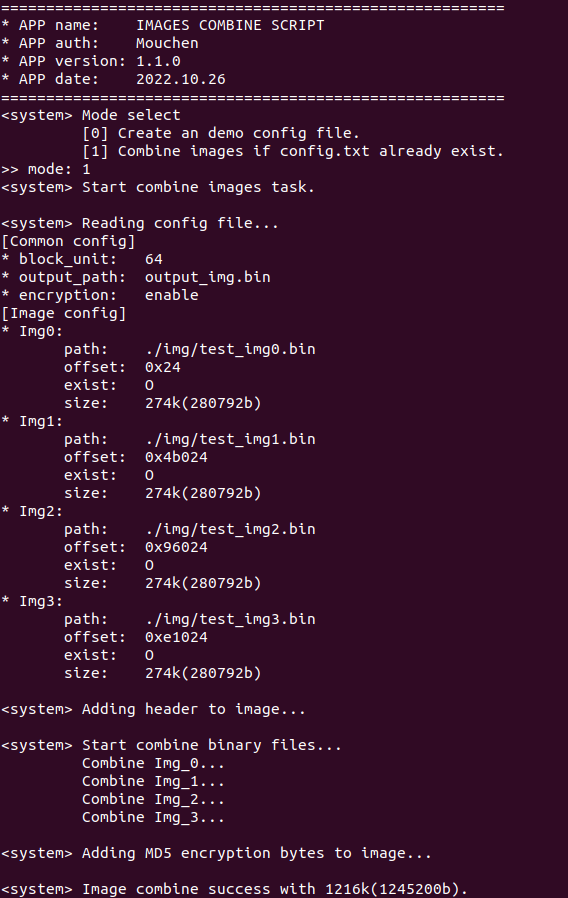 ========================================================
* APP name:    IMAGES COMBINE SCRIPT
* APP auth:    Mouchen
* APP version: 1.1.0
* APP date:    2022.10.26
========================================================
<system> Mode select
         [0] Create an demo config file.
         [1] Combine images if config.txt already exist.
>> mode: 1
<system> Start combine images task.

<system> Reading config file...
[Common config]
* block_unit:   64
* output_path:  output_img.bin
* encryption:   enable
[Image config]
* Img0:
       path:    ./img/test_img0.bin
       offset:  0x24
       exist:   O
       size:    274k(280792b)
* Img1:
       path:    ./img/test_img1.bin
       offset:  0x4b024
       exist:   O
       size:    274k(280792b)
* Img2:
       path:    ./img/test_img2.bin
       offset:  0x96024
       exist:   O
       size:    274k(280792b)
* Img3:
       path:    ./img/test_img3.bin
       offset:  0xe1024
       exist:   O
       size:    274k(280792b)

<system> Adding header to image...

<system> Start combine binary files...
         Combine Img_0...
         Combine Img_1...
         Combine Img_2...
         Combine Img_3...

<system> Adding MD5 encryption bytes to image...

<system> Image combine success with 1216k(1245200b).